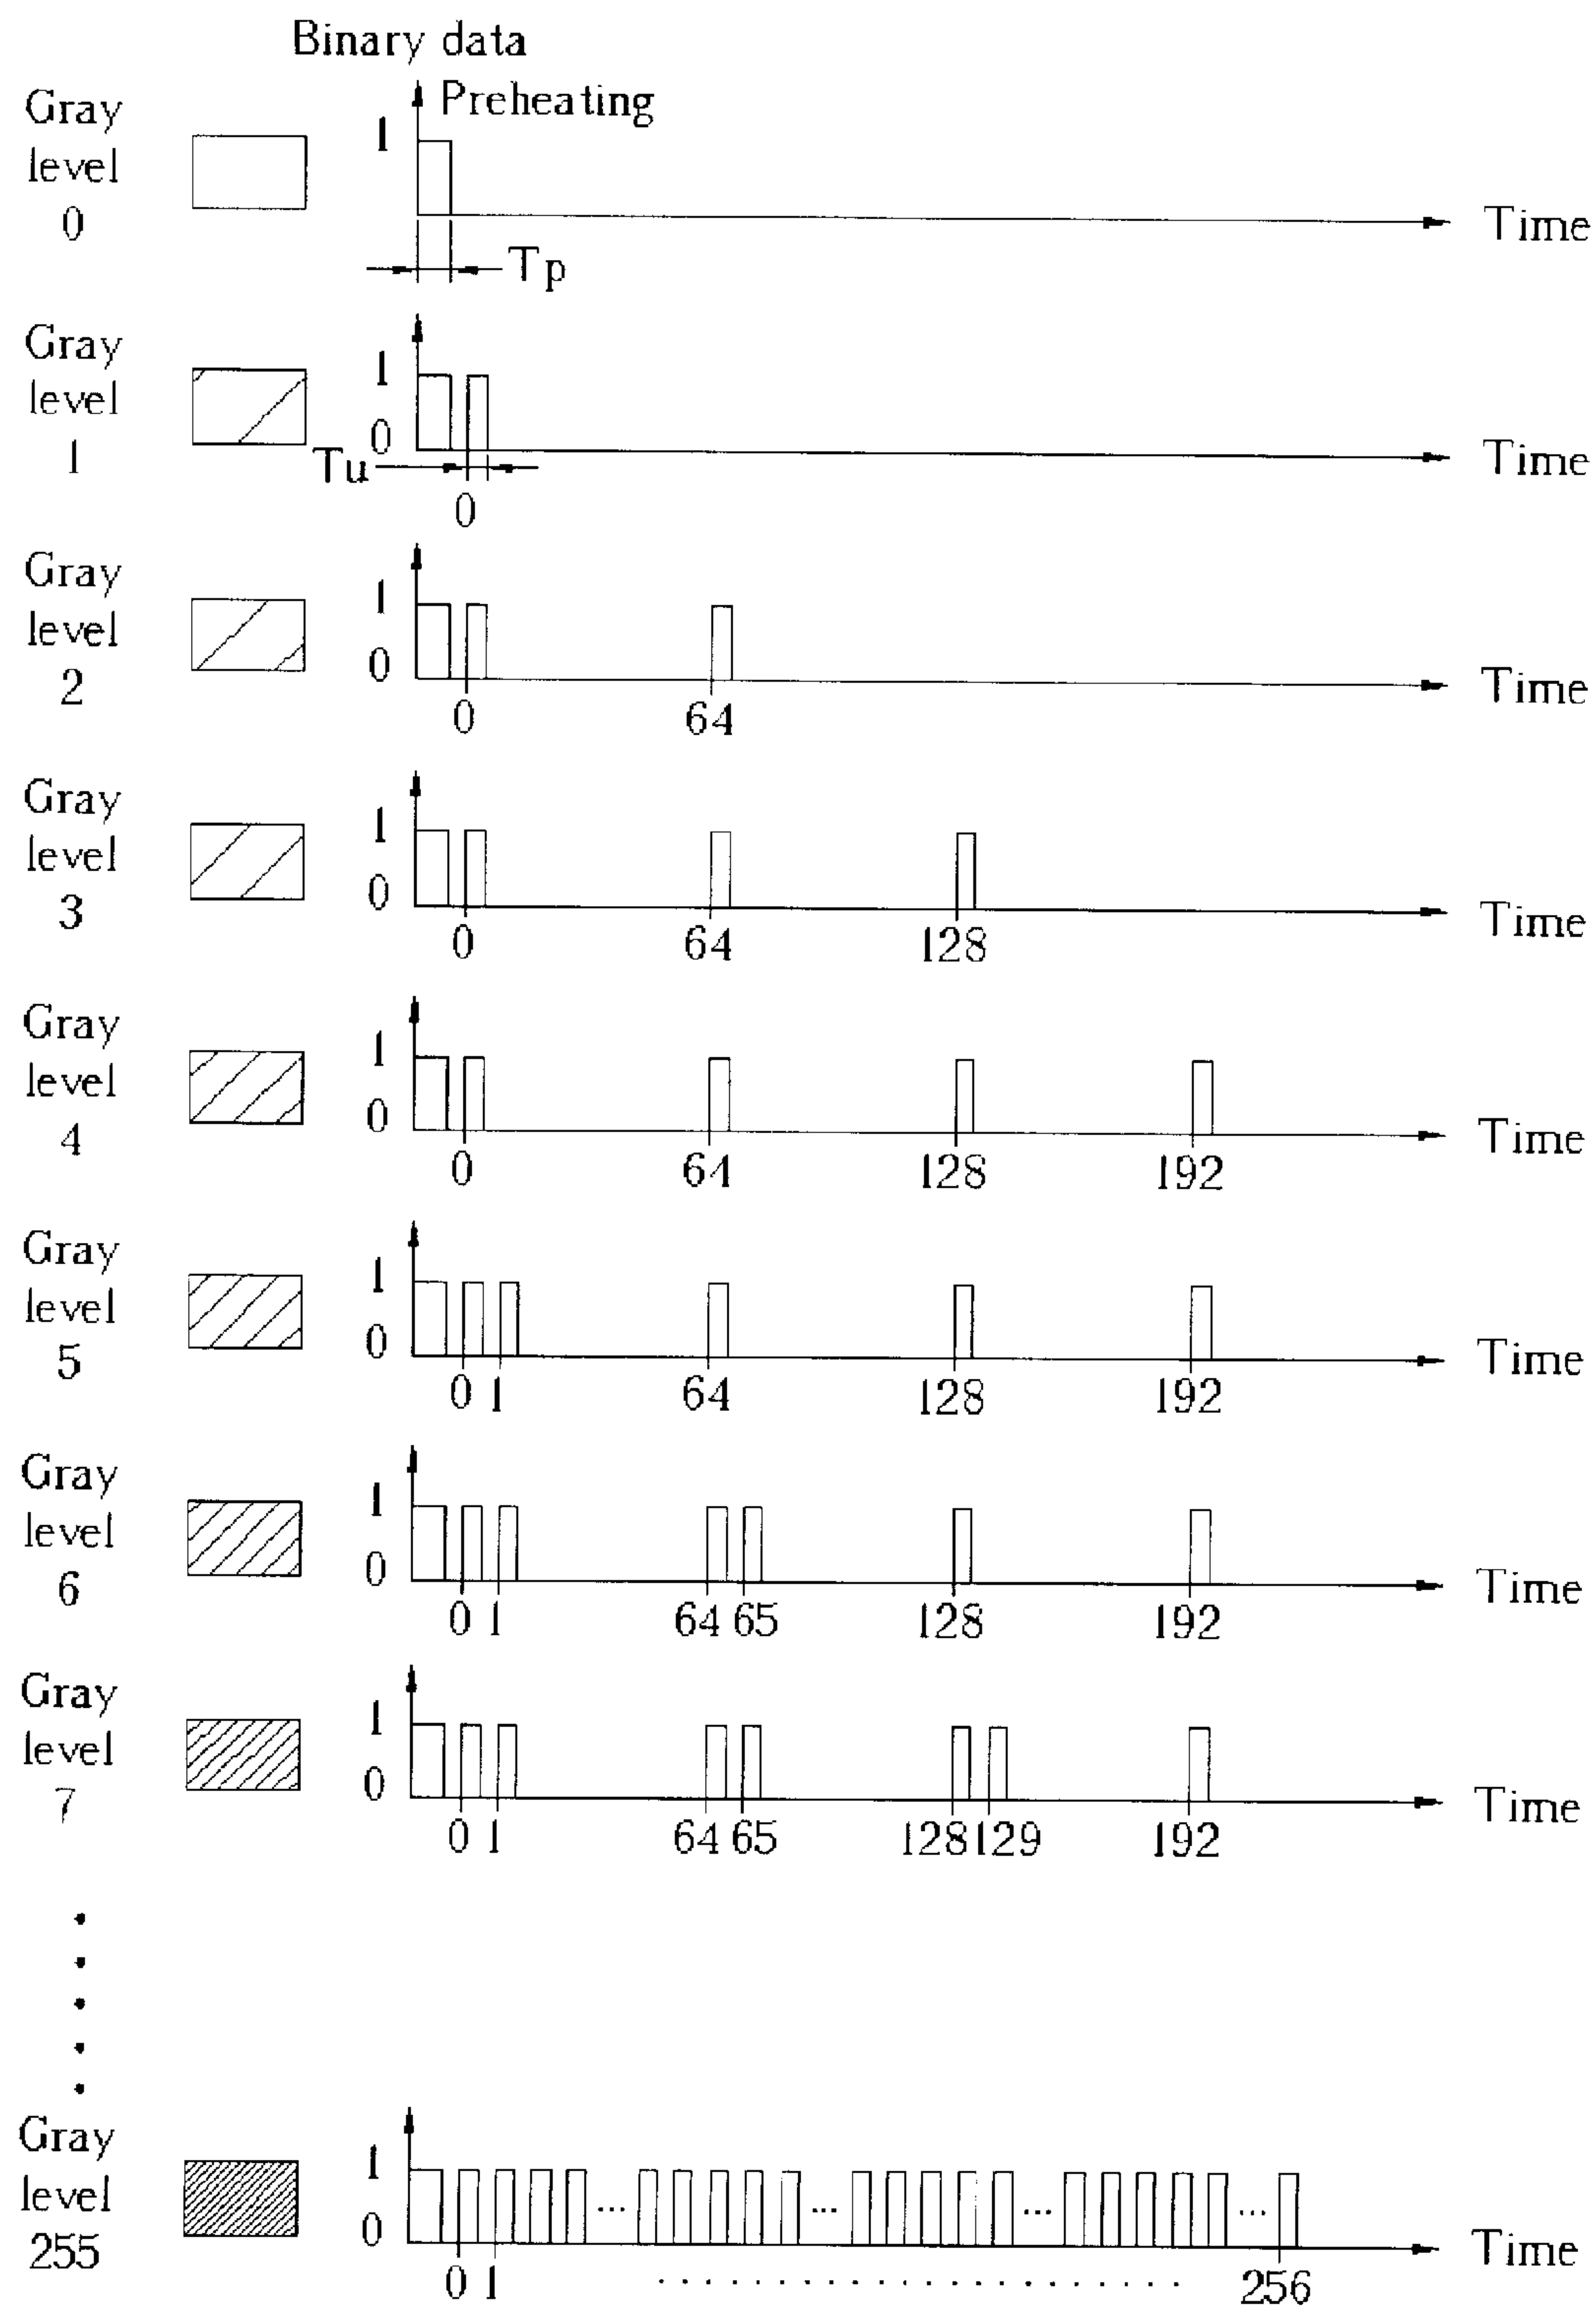 Binary data
Preheating
Gray
level
0
1
Time
Tp
Gray
level
1
1
0
Time
Tu
0
Gray
level
2
1
0
Time
0 64
Gray
level
3
1
0
Time
0 64 128
Gray
level
4
1
0
Time
0 64 128 192
Gray
level
5
1
0
Time
0 1 64 128 192
Gray
level
6
1
0
Time
0 1 64 65 128 192
Gray
level
7
1
0
Time
0 1 64 65 128 129 192
Gray
level
255
1
0
... ... ... ...
Time
0 1 .................... 256